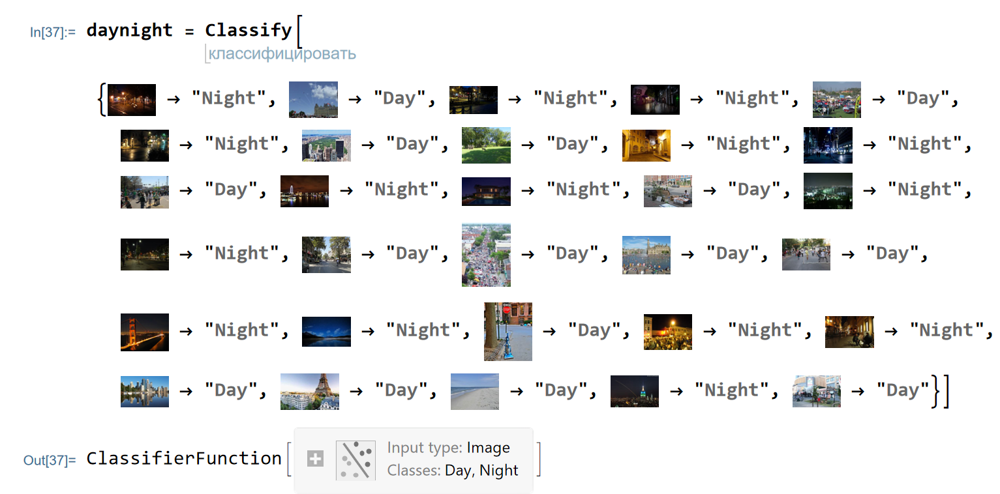 In[37]:= daynight = Classify[
классифицировать
{ → "Night", → "Day", → "Night", → "Night", → "Day",
→ "Night", → "Day", → "Day", → "Night", → "Night",
→ "Day", → "Night", → "Night", → "Day", → "Night",
→ "Night", → "Day", → "Day", → "Day", → "Day",
→ "Night", → "Night", → "Day", → "Night", → "Night",
→ "Day", → "Day", → "Day", → "Night", → "Day"}]
Out[37]= ClassifierFunction[
Input type: Image
Classes: Day, Night
]